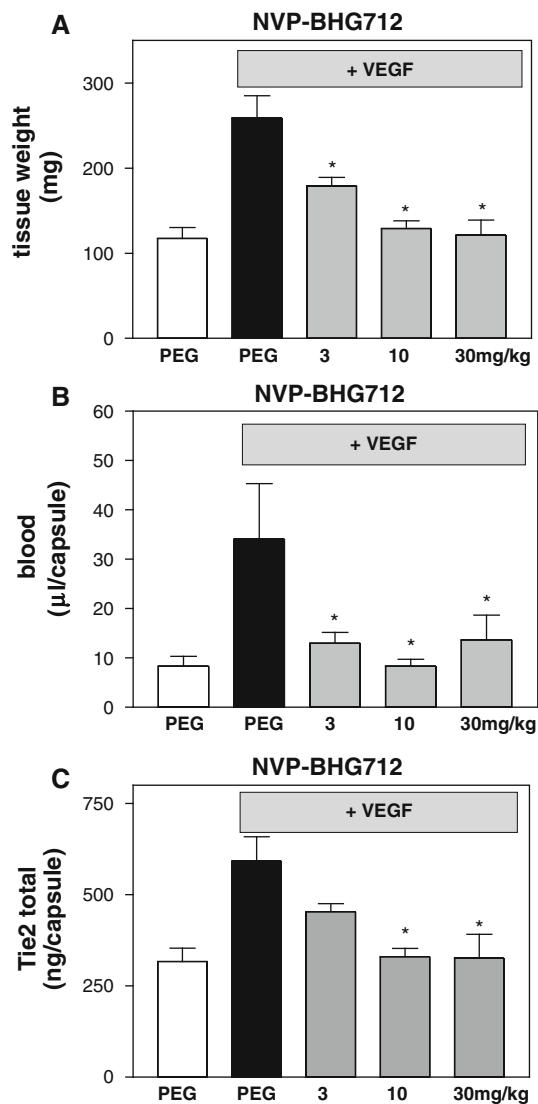 A
NVP-BHG712
+ VEGF
tissue weight
(mg)
300
200
100
0
*
*
*
PEG PEG 3 10 30mg/kg
B
NVP-BHG712
+ VEGF
blood
(µl/capsule)
60
50
40
30
20
10
0
*
*
*
PEG PEG 3 10 30mg/kg
C
NVP-BHG712
+ VEGF
Tie2 total
(ng/capsule)
750
500
250
0
*
*
PEG PEG 3 10 30mg/kg